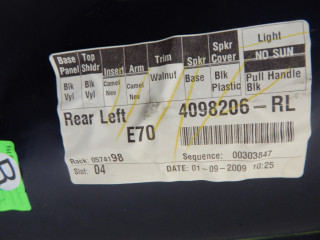 Base Panel Top Shldr Insert Arm Trim Spkr Spkr Cover Light
NO SUN
Blk Vyl Blk Vyl Camel Nev Camel Nev Walnut Base Blk Plastic Pull Handle Blk
Rear Left 4098206-RL
E70
Rack: 0574198 Sequence: 00303847
Slot: 04 DATE: 01-09-2009 10:25